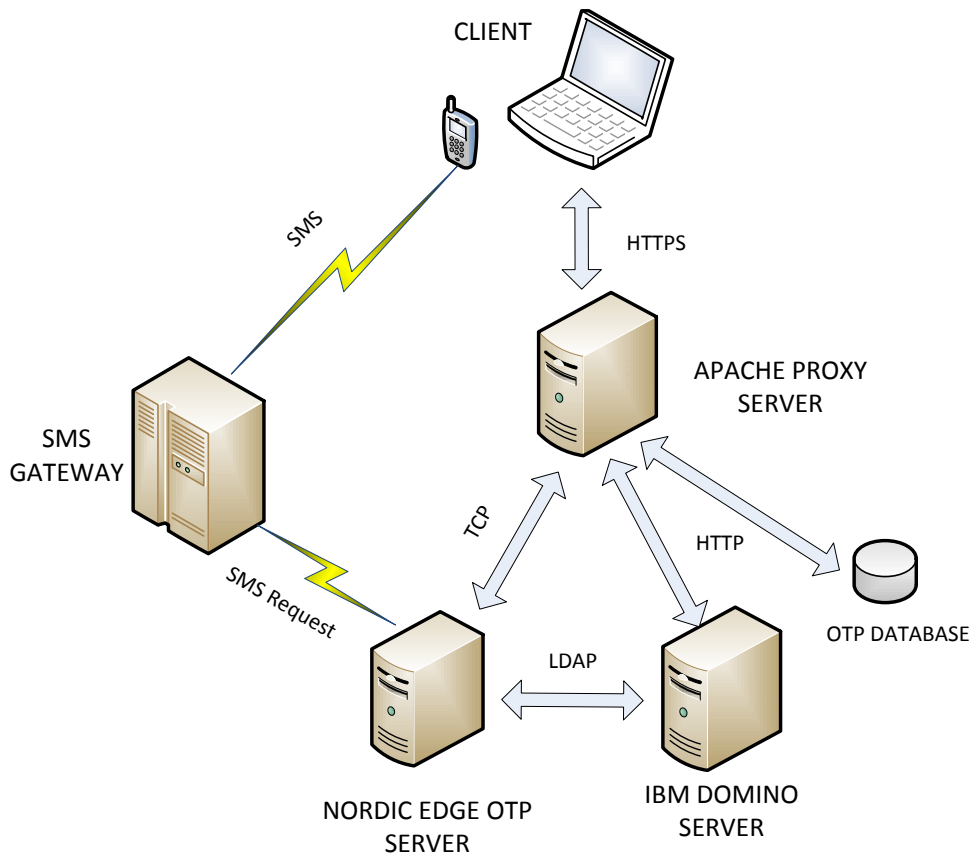 CLIENT
SMS
HTTPS
APACHE PROXY
SERVER
SMS
GATEWAY
TCP
HTTP
SMS Request
OTP DATABASE
LDAP
NORDIC EDGE OTP
SERVER
IBM DOMINO
SERVER